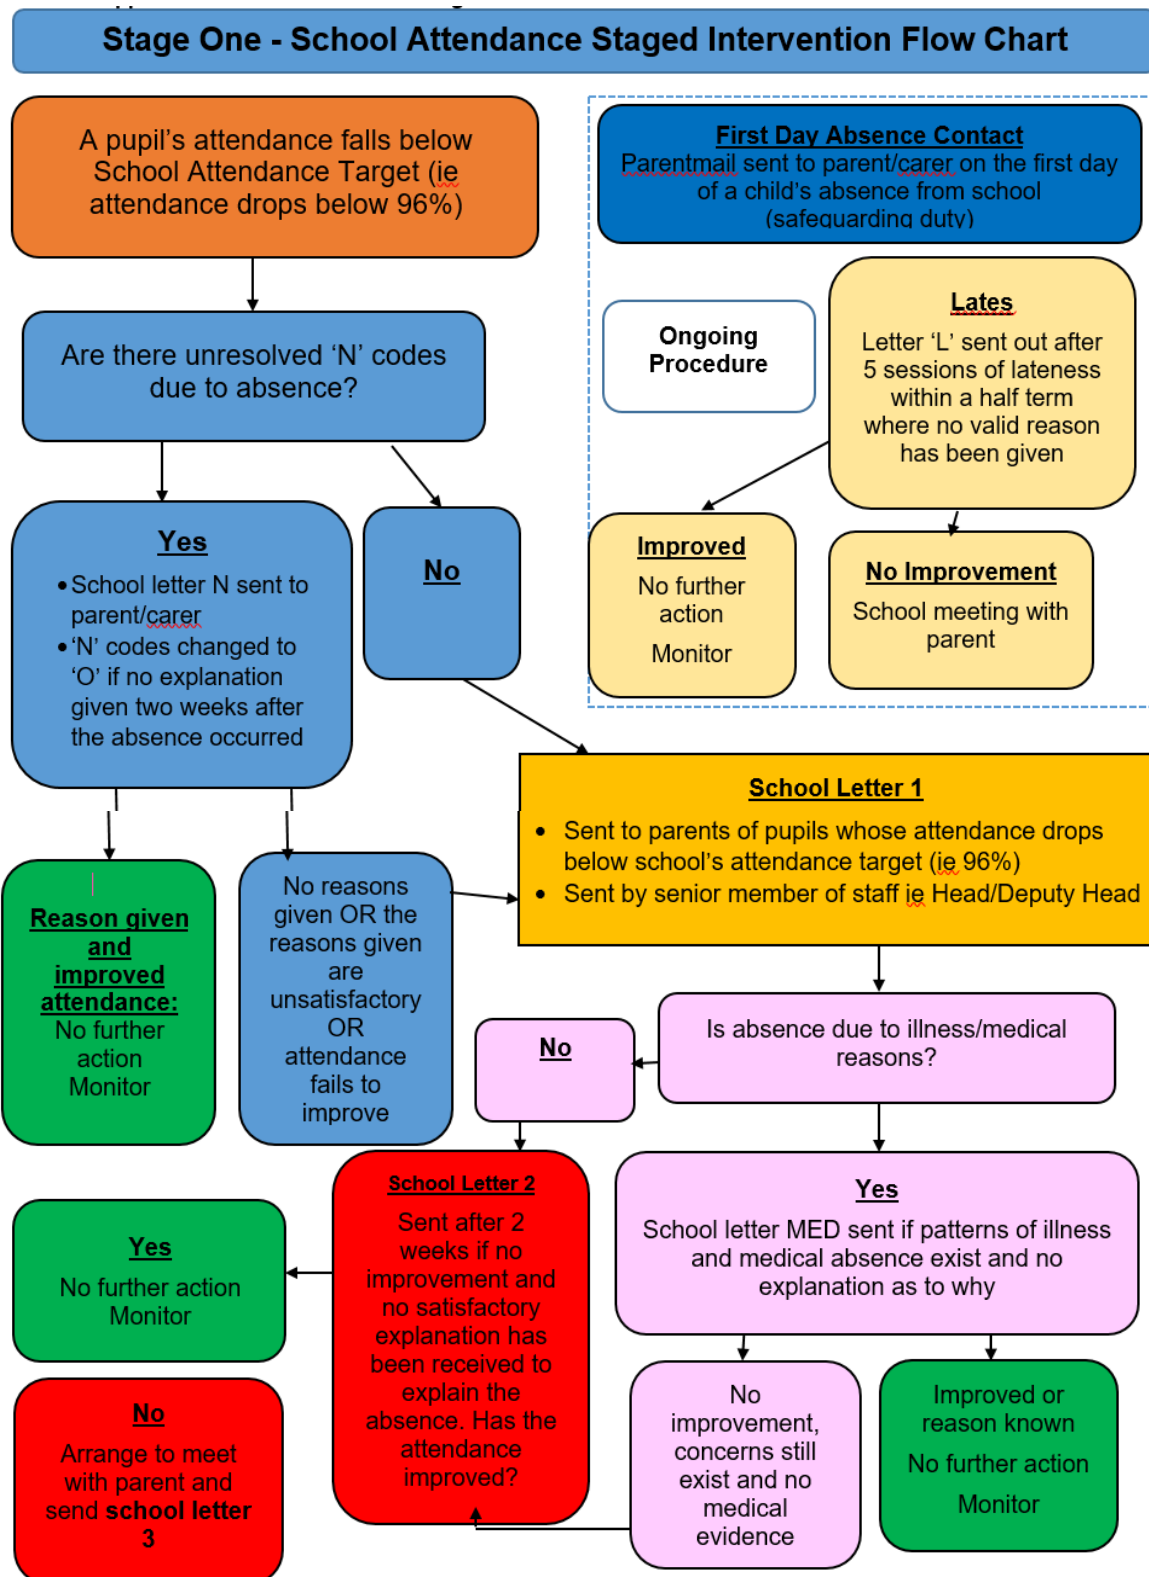 Stage One - School Attendance Staged Intervention Flow Chart
A pupil's attendance falls below
School Attendance Target (ie
attendance drops below 96%)
First Day Absence Contact
Parentmail sent to parent/carer on the first day
of a child's absence from school
(safeguarding duty)
Ongoing
Procedure
Lates
Letter 'L' sent out after
5 sessions of lateness
within a half term
where no valid reason
has been given
Are there unresolved 'N' codes
due to absence?
Yes
• School letter N sent to
parent/carer
• 'N' codes changed to
'O' if no explanation
given two weeks after
the absence occurred
No
Improved
No further
action
Monitor
No Improvement
School meeting with
parent
School Letter 1
• Sent to parents of pupils whose attendance drops
below school's attendance target (ie 96%)
• Sent by senior member of staff ie Head/Deputy Head
Reason given
and
improved
attendance:
No further
action
Monitor
No reasons
given OR the
reasons given
are
unsatisfactory
OR
attendance
fails to
improve
Is absence due to illness/medical
reasons?
No
School Letter 2
Sent after 2
weeks if no
improvement and
no satisfactory
explanation has
been received to
explain the
absence. Has the
attendance
improved?
Yes
School letter MED sent if patterns of illness
and medical absence exist and no
explanation as to why
Yes
No further action
Monitor
No
Arrange to meet
with parent and
send school letter
3
No
improvement,
concerns still
exist and no
medical
evidence
Improved or
reason known
No further action
Monitor